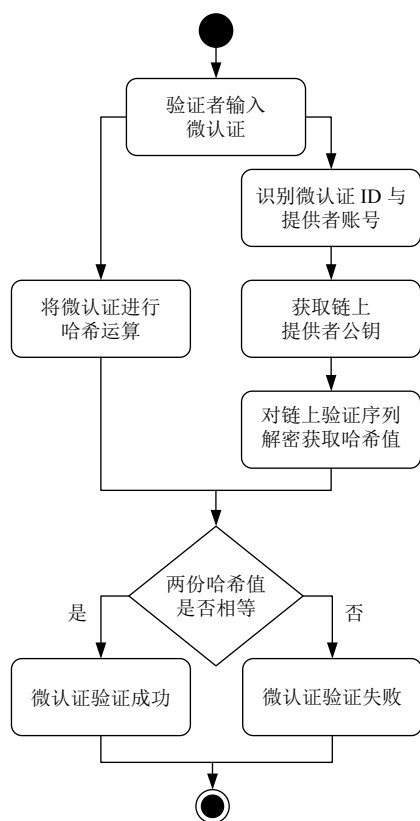 验证者输入
微认证
识别微认证 ID 与
提供者账号
将微认证进行
哈希运算
获取链上
提供者公钥
对链上验证序列
解密获取哈希值
两份哈希值
是否相等
是
否
微认证验证成功
微认证验证失败